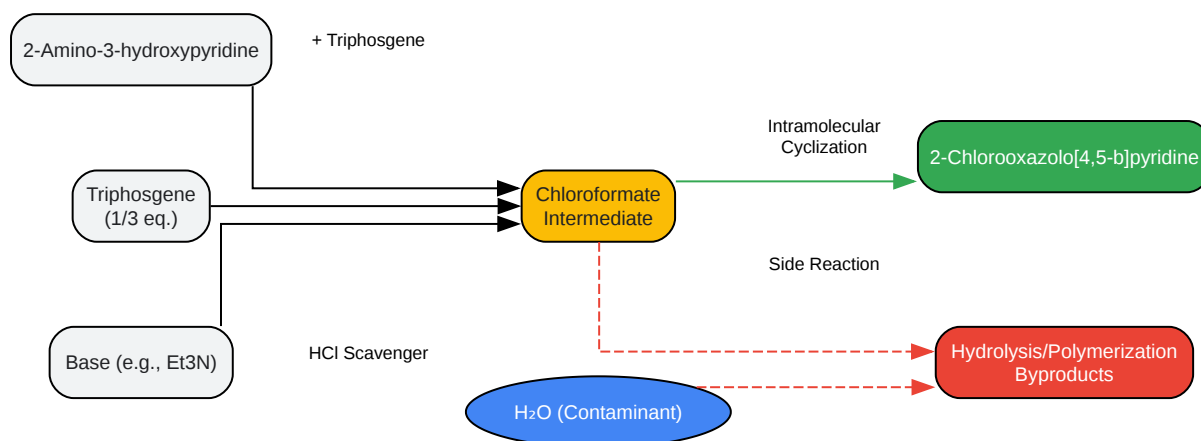 2-Amino-3-hydroxypyridine
+ Triphosgene
Intramolecular
Cyclization
2-Chlorooxazolo[4,5-b]pyridine
Triphosgene
(1/3 eq.)
Chloroformate
Intermediate
Side Reaction
Base (e.g., Et3N)
HCl Scavenger
Hydrolysis/Polymerization
Byproducts
H₂O (Contaminant)